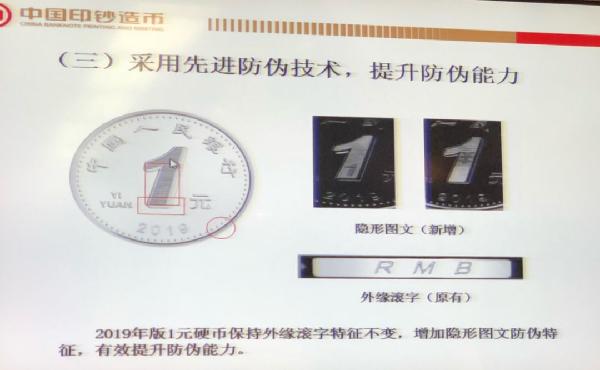 中国印钞造币
CHINA BANKNOTE PRINTING AND MINTING
（三）采用先进防伪技术，提升防伪能力
中国人民银行
1
YI
YUAN
元
2019
1
2019
1
2019
隐形图文（新增）
RMB
外缘滚字（原有）
2019年版1元硬币保持外缘滚字特征不变，增加隐形图文防伪特
征，有效提升防伪能力。